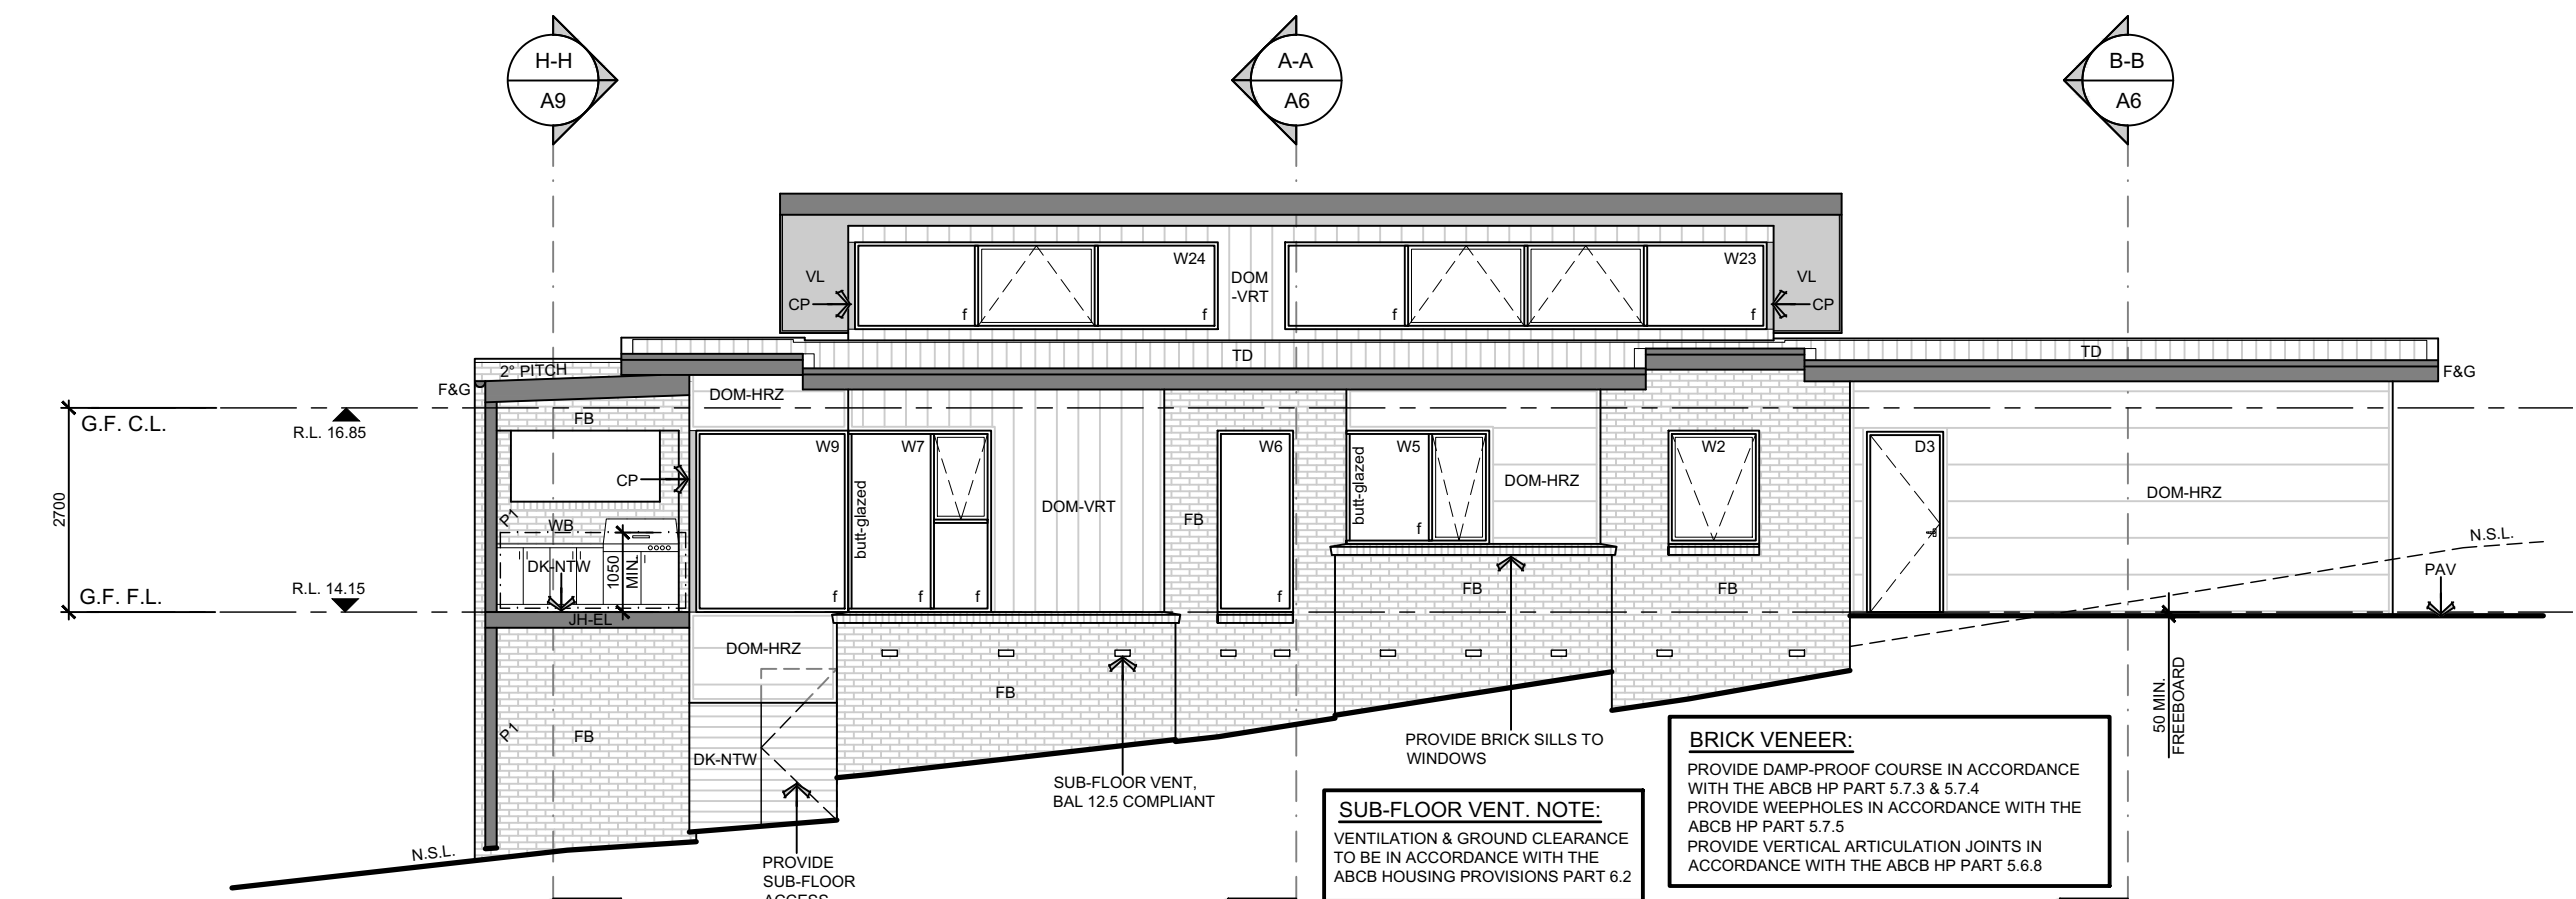 H-H
A9
A-A
A6
B-B
A6
VL
CP
W24
f
f
DOM
-VRT
W23
f
f
VL
CP
TD
TD
2° PITCH
F&G
F&G
DOM-HRZ
G.F. C.L.
R.L. 16.85
FB
2700
W9
f
W7
f
f
butt-glazed
DOM-VRT
FB
W6
f
W5
f
butt-glazed
DOM-HRZ
W2
D3
DOM-HRZ
CP
P1
WB
DK-NTW
1050
MIN.
N.S.L.
PAV
G.F. F.L.
R.L. 14.15
JH-EL
FB
FB
DOM-HRZ
FB
P1
FB
DK-NTW
50 MIN.
FREEBOARD
N.S.L.
PROVIDE
SUB-FLOOR
ACCESS
SUB-FLOOR VENT,
BAL 12.5 COMPLIANT
PROVIDE BRICK SILLS TO
WINDOWS
SUB-FLOOR VENT. NOTE:
VENTILATION & GROUND CLEARANCE
TO BE IN ACCORDANCE WITH THE
ABCB HOUSING PROVISIONS PART 6.2
BRICK VENEER:
PROVIDE DAMP-PROOF COURSE IN ACCORDANCE
WITH THE ABCB HP PART 5.7.3 & 5.7.4
PROVIDE WEEPHOLES IN ACCORDANCE WITH THE
ABCB HP PART 5.7.5
PROVIDE VERTICAL ARTICULATION JOINTS IN
ACCORDANCE WITH THE ABCB HP PART 5.6.8